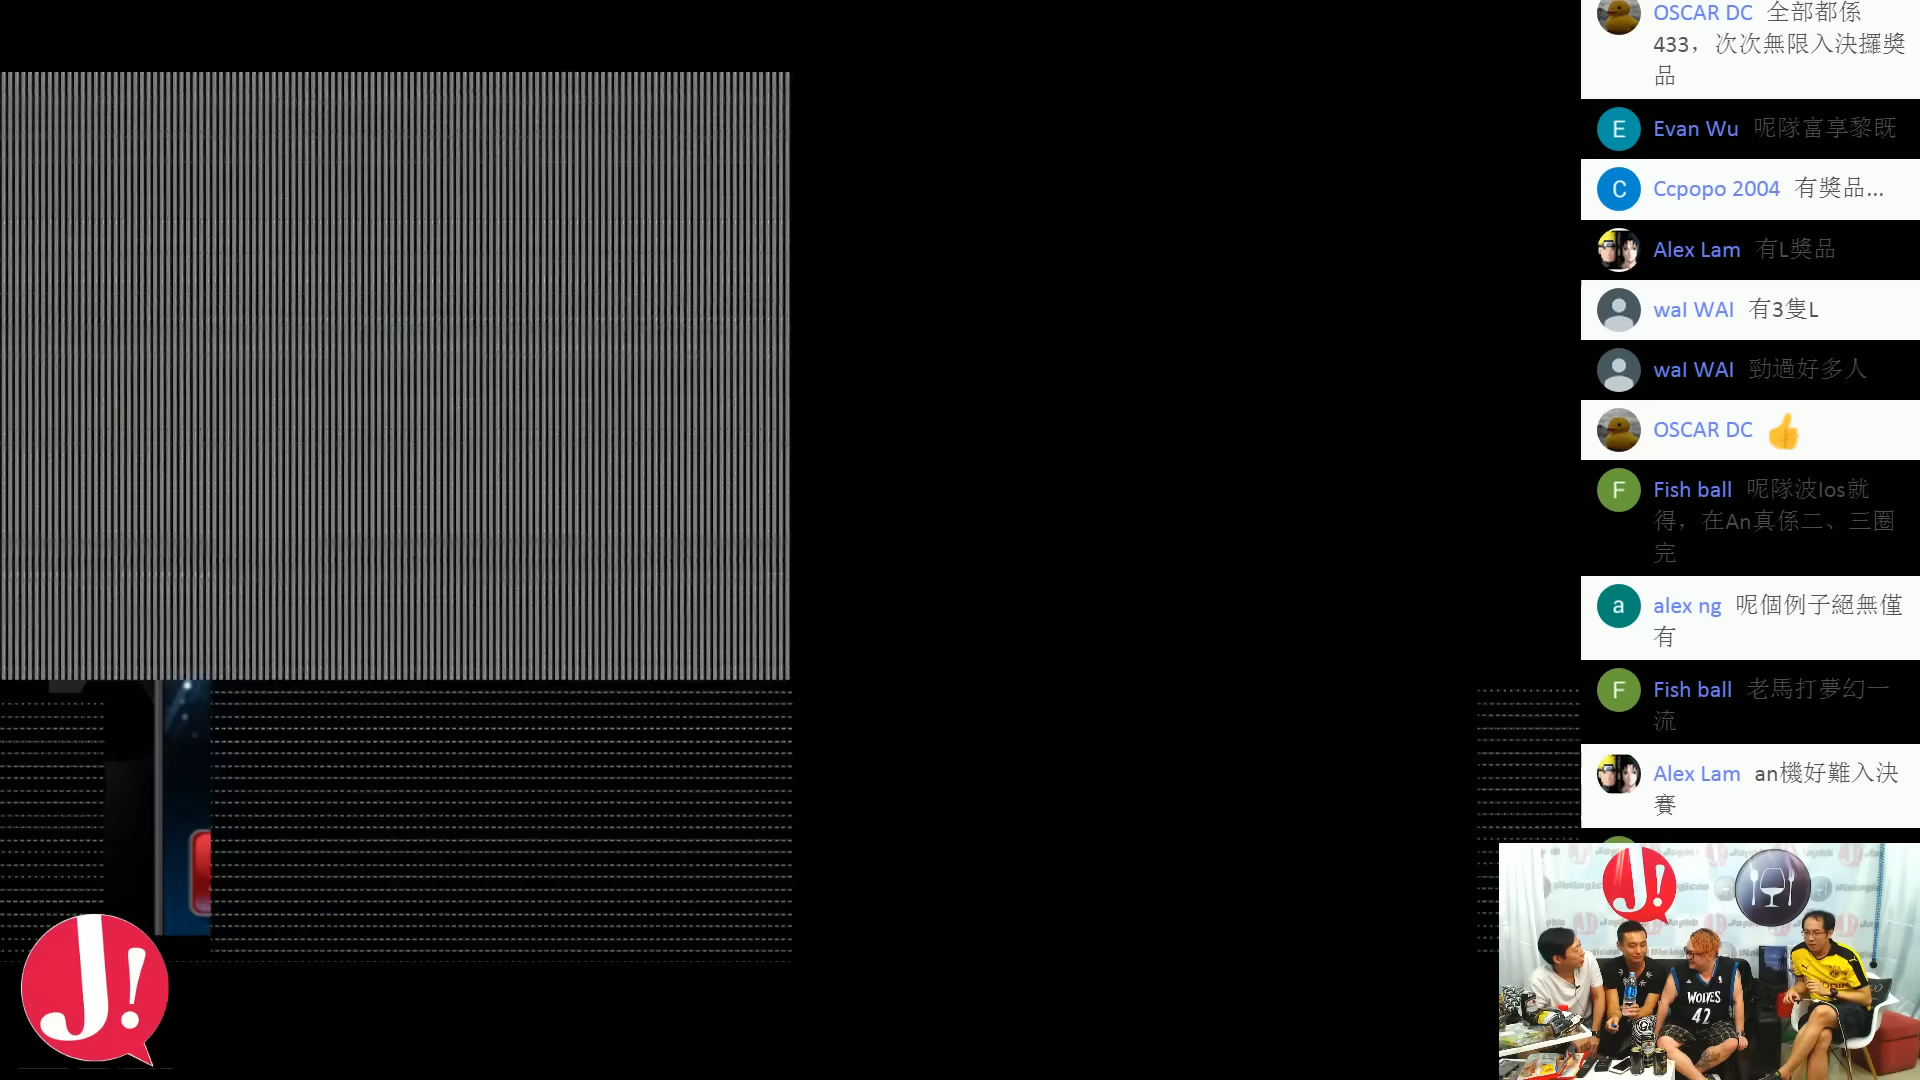 OSCAR DC 全部都係
433，次次無限入決攞獎
品
E Evan Wu 呢隊富享黎既
C Ccpopo 2004 有獎品...
Alex Lam 有L獎品
wal WAI 有3隻L
wal WAI 勁過好多人
OSCAR DC 👍
F Fish ball 呢隊波Ios就
得，在An真係二、三圈
完
a alex ng 呢個例子絕無僅
有
F Fish ball 老馬打夢幻一
流
Alex Lam an機好難入決
賽
J!
J!
WOLVES
42